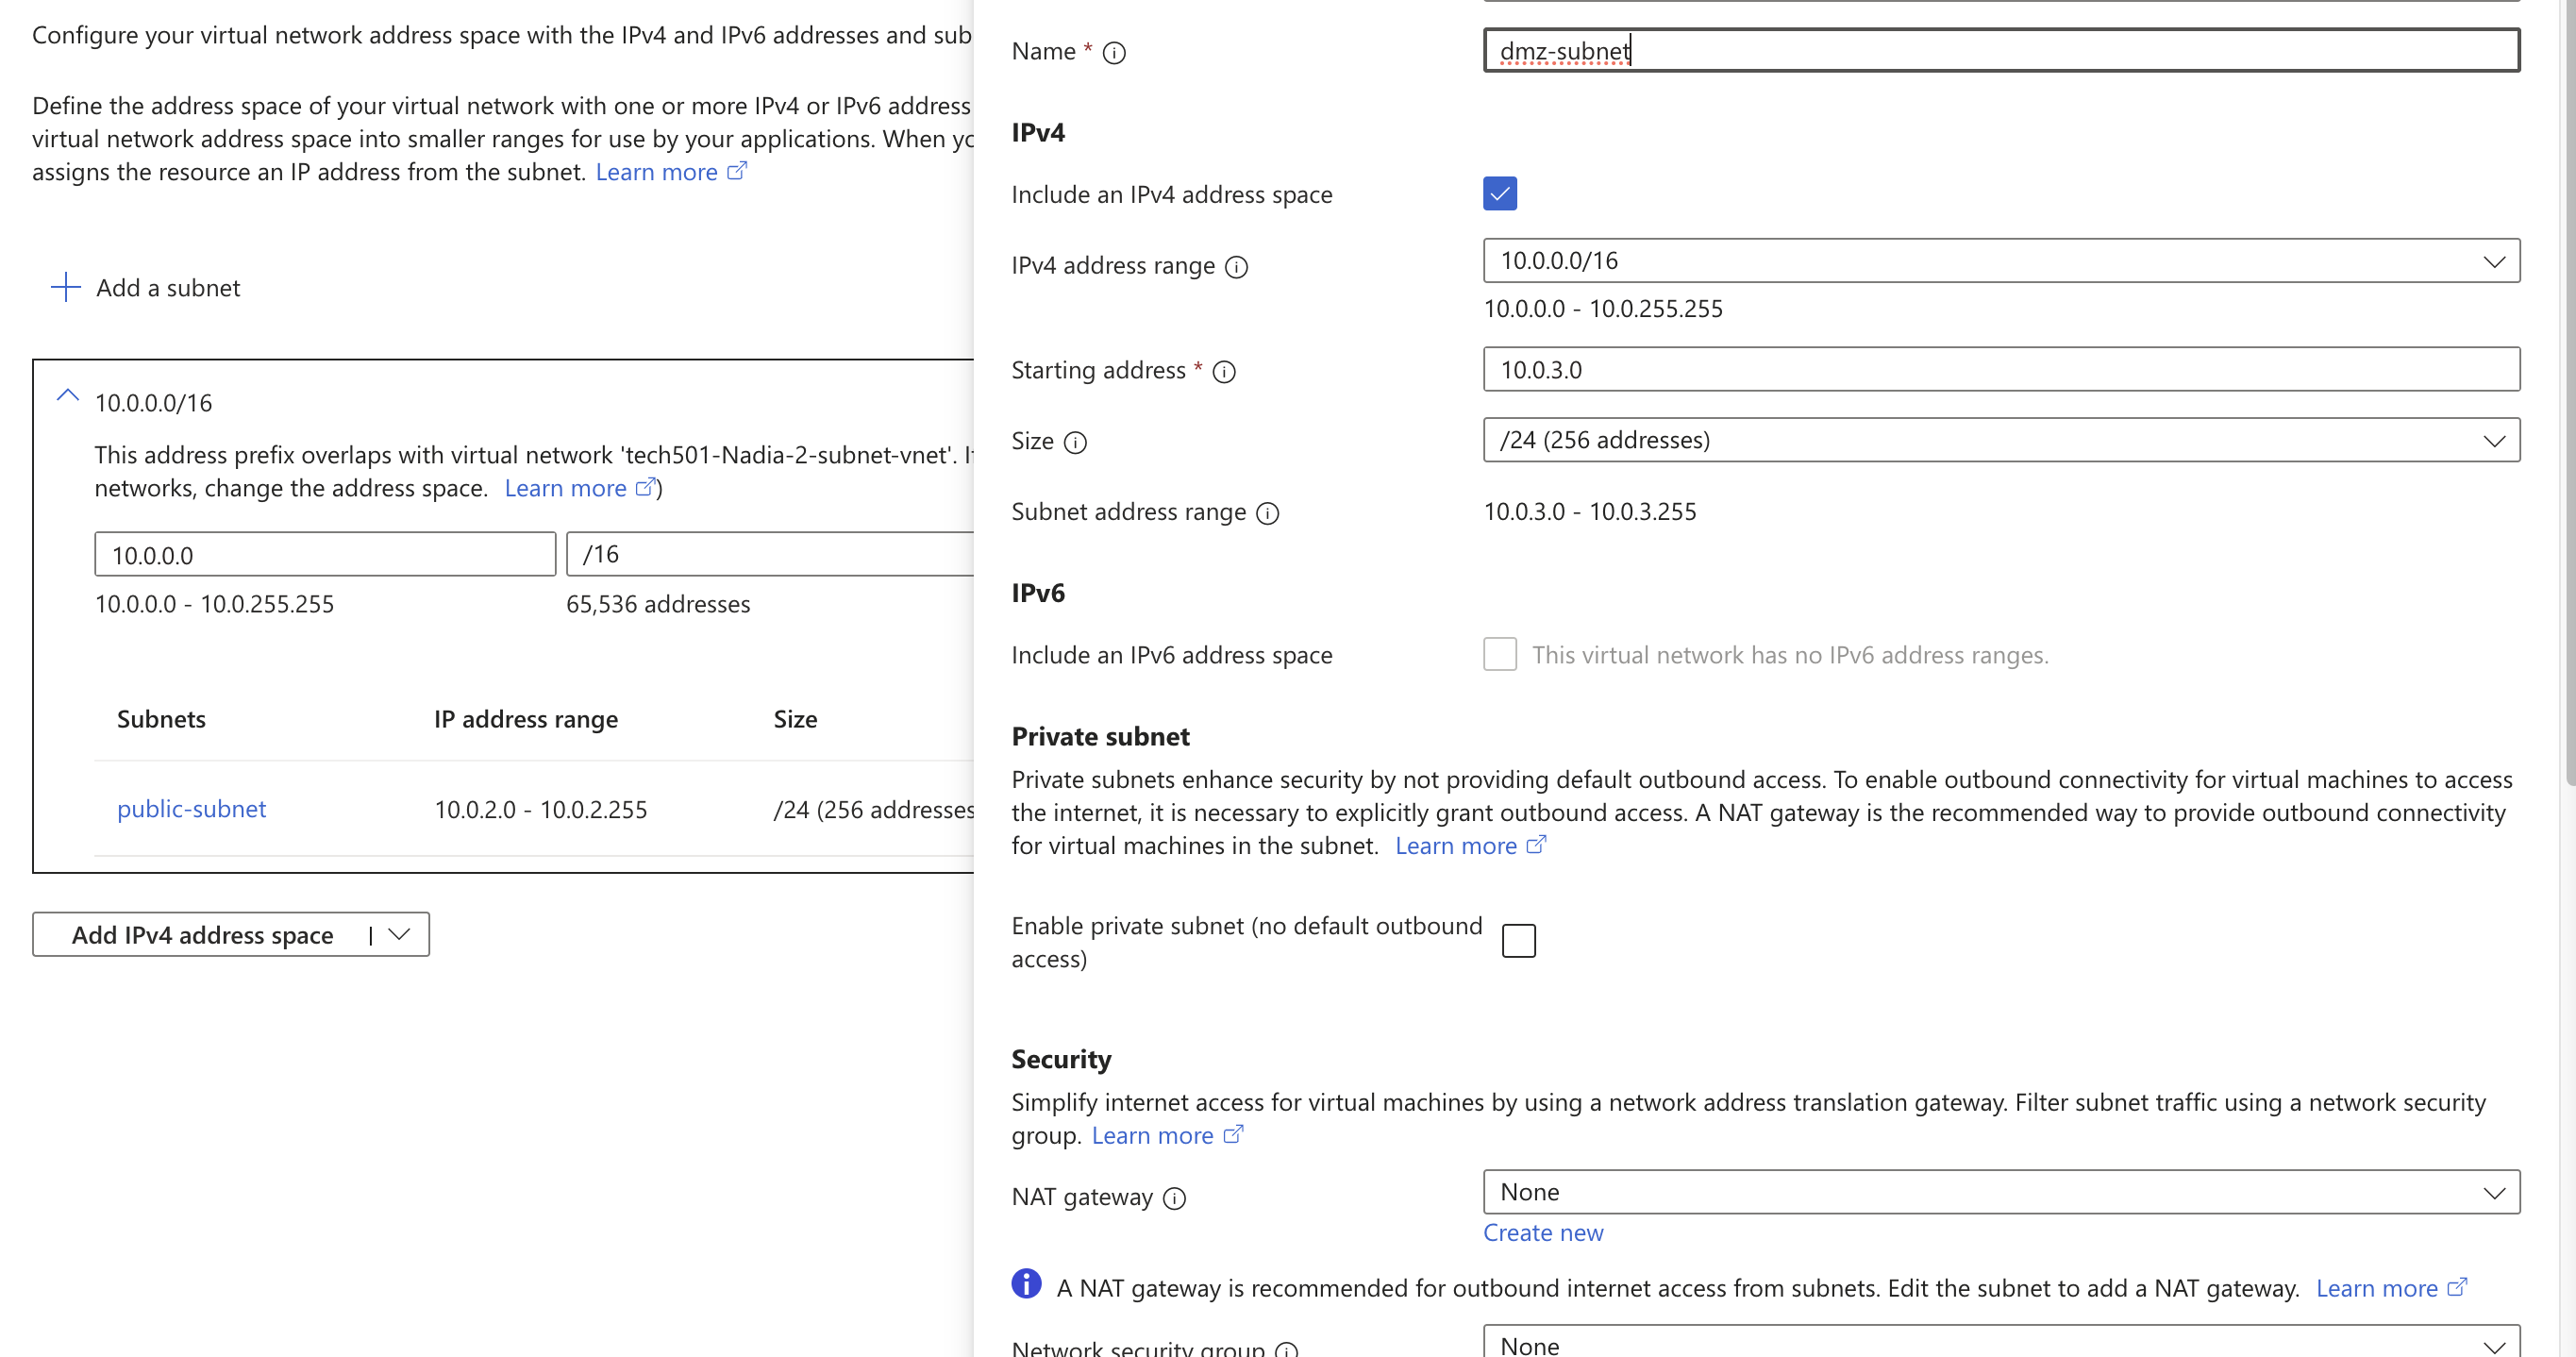 Configure your virtual network address space with the IPv4 and IPv6 addresses and sub
Define the address space of your virtual network with one or more IPv4 or IPv6 address
virtual network address space into smaller ranges for use by your applications. When yo
assigns the resource an IP address from the subnet. Learn more
Add a subnet
10.0.0.0/16
This address prefix overlaps with virtual network 'tech501-Nadia-2-subnet-vnet'. I
networks, change the address space. Learn more )
10.0.0.0
/16
10.0.0.0 - 10.0.255.255
65,536 addresses
Subnets IP address range Size
public-subnet 10.0.2.0 - 10.0.2.255 /24 (256 addresses
Add IPv4 address space |
Name * dmz-subnet
IPv4
Include an IPv4 address space
IPv4 address range 10.0.0.0/16
10.0.0.0 - 10.0.255.255
Starting address * 10.0.3.0
Size /24 (256 addresses)
Subnet address range 10.0.3.0 - 10.0.3.255
IPv6
Include an IPv6 address space This virtual network has no IPv6 address ranges.
Private subnet
Private subnets enhance security by not providing default outbound access. To enable outbound connectivity for virtual machines to access
the internet, it is necessary to explicitly grant outbound access. A NAT gateway is the recommended way to provide outbound connectivity
for virtual machines in the subnet. Learn more
Enable private subnet (no default outbound
access)
Security
Simplify internet access for virtual machines by using a network address translation gateway. Filter subnet traffic using a network security
group. Learn more
NAT gateway None
Create new
A NAT gateway is recommended for outbound internet access from subnets. Edit the subnet to add a NAT gateway. Learn more
Network security group None